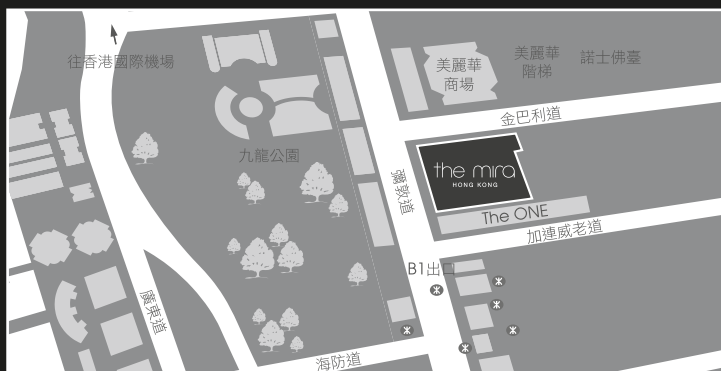 往香港國際機場
美麗華
商場
美麗華
階梯
諾士佛臺
金巴利道
九龍公園
彌敦道
the mira
HONG KONG
The ONE
加連威老道
B1出口
廣東道
海防道